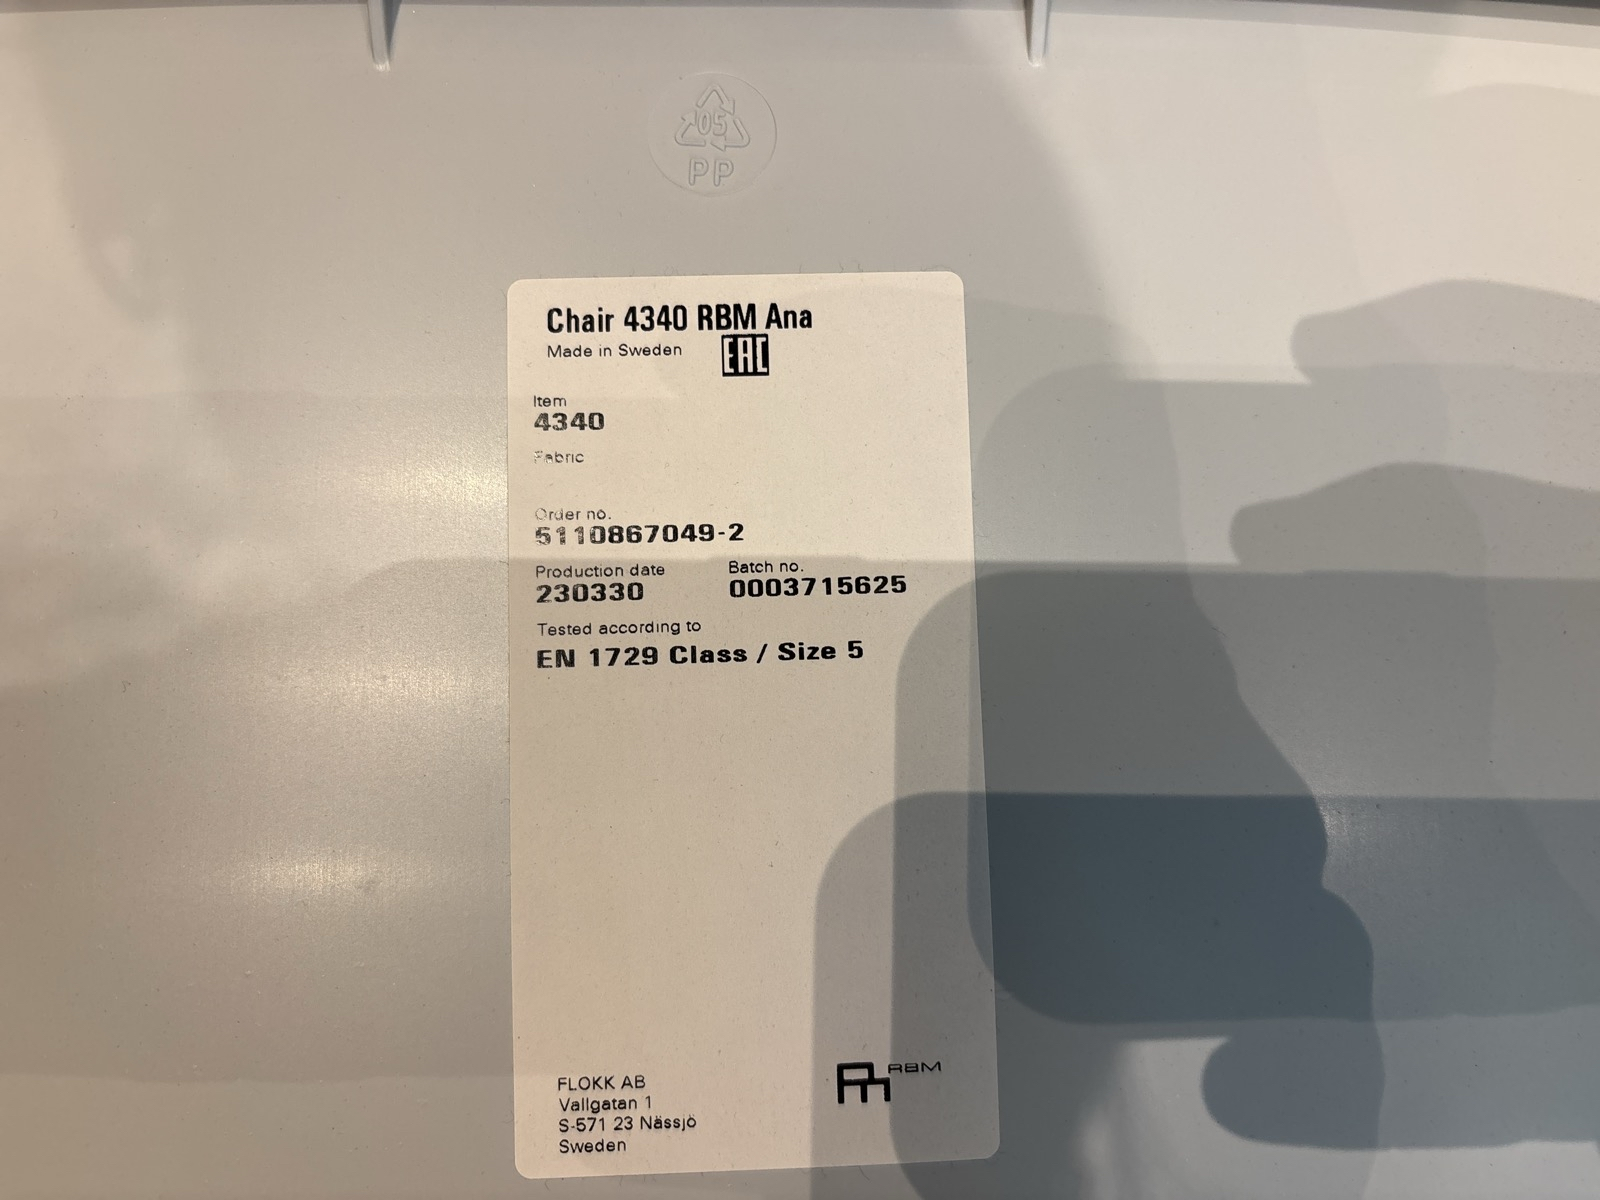 05
PP
Chair 4340 RBM Ana
Made in Sweden EAC
Item
4340
Fabric
Order no.
5110867049-2
Production date Batch no.
230330 0003715625
Tested according to
EN 1729 Class / Size 5
FLOKK AB
Vallgatan 1
S-571 23 Nässjö
Sweden
RBM